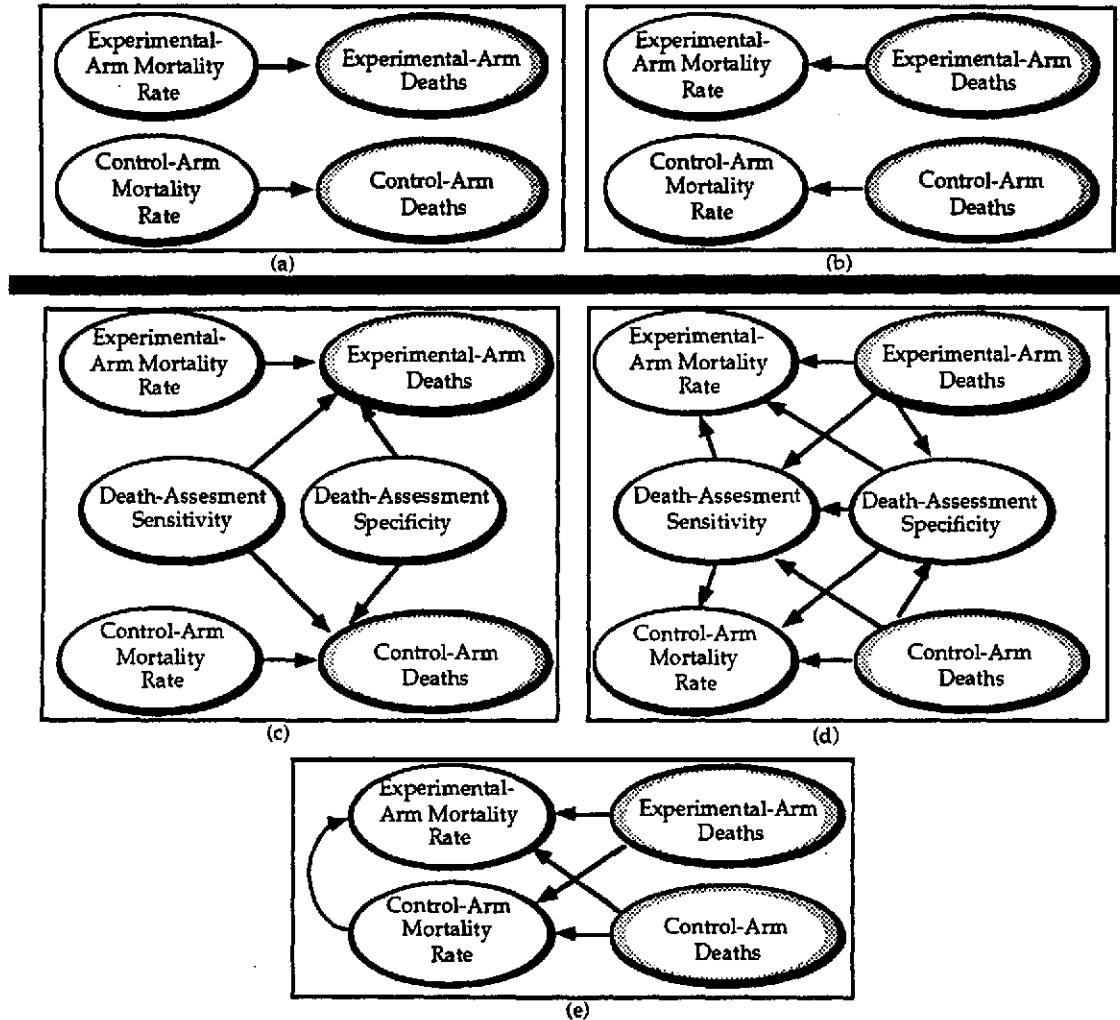 Experimental-
Arm Mortality
Rate
Experimental-Arm
Deaths
Control-Arm
Mortality
Rate
Control-Arm
Deaths
(a)
Experimental-
Arm Mortality
Rate
Experimental-Arm
Deaths
Control-Arm
Mortality
Rate
Control-Arm
Deaths
(b)
Experimental-
Arm Mortality
Rate
Experimental-Arm
Deaths
Death-Assesment
Sensitivity
Death-Assessment
Specificity
Control-Arm
Mortality
Rate
Control-Arm
Deaths
(c)
Experimental-
Arm Mortality
Rate
Experimental-Arm
Deaths
Death-Assesment
Sensitivity
Death-Assessment
Specificity
Control-Arm
Mortality
Rate
Control-Arm
Deaths
(d)
Experimental-
Arm Mortality
Rate
Experimental-Arm
Deaths
Control-Arm
Mortality
Rate
Control-Arm
Deaths
(e)